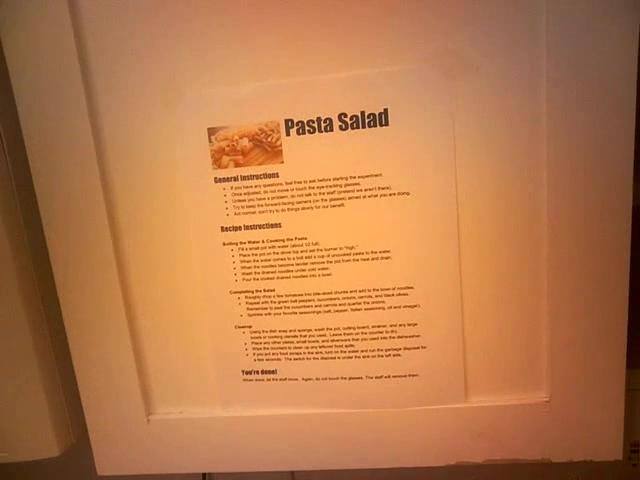 Pasta Salad
General Instructions
• If you have any questions, feel free to ask before starting the experiment.
• Once adjusted, do not move or touch the eye-tracking glasses.
• Unless you have a problem, do not talk to the staff (pretend we aren't there).
• Try to keep the forward-facing camera (on the glasses) aimed at what you are doing.
• Act normal; don't try to do things slowly for our benefit.
Recipe Instructions
Boiling the Water & Cooking the Pasta
• Fill a small pot with water (about 1/2 full).
• Place the pot on the stove top and set the burner to "high."
• When the water comes to a boil add a cup of uncooked pasta to the water.
• When the noodles become tender remove the pot from the heat and drain.
• Wash the drained noodles under cold water.
• Pour the cooked drained noodles into a bowl.
Completing the Salad
• Roughly chop a few tomatoes into bite-sized chunks and add to the bowl of noodles.
• Repeat with the green bell peppers, cucumbers, onions, carrots, and black olives.
Remember to peel the cucumbers and carrots and quarter the onions.
• Sprinkle with your favorite seasonings (salt, pepper, Italian seasoning, oil and vinegar).
Cleanup
• Using the dish soap and sponge, wash the pot, cutting board, strainer, and any large
bowls or cooking utensils that you used. Leave them on the counter to dry.
• Place any other plates, small bowls, and silverware that you used into the dishwasher.
• Wipe the counters to clean up any leftover food spills.
• If you put any food scraps in the sink, turn on the water and run the garbage disposal for
a few seconds. The switch for the disposal is under the sink on the left side.
You're done!
When done, let the staff know. Again, do not touch the glasses. The staff will remove them.